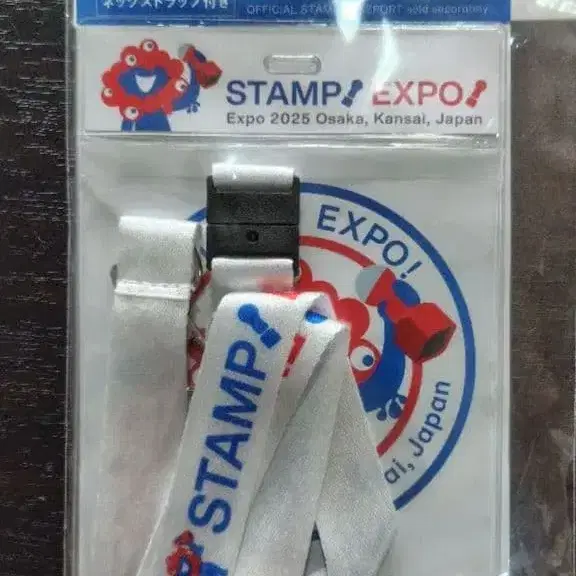 ネックストラップ付き
OFFICIAL STAMP PASSPORT sold separately
STAMP! EXPO!
Expo 2025 Osaka, Kansai, Japan
EXPO!
STAMP!
ai, Japan